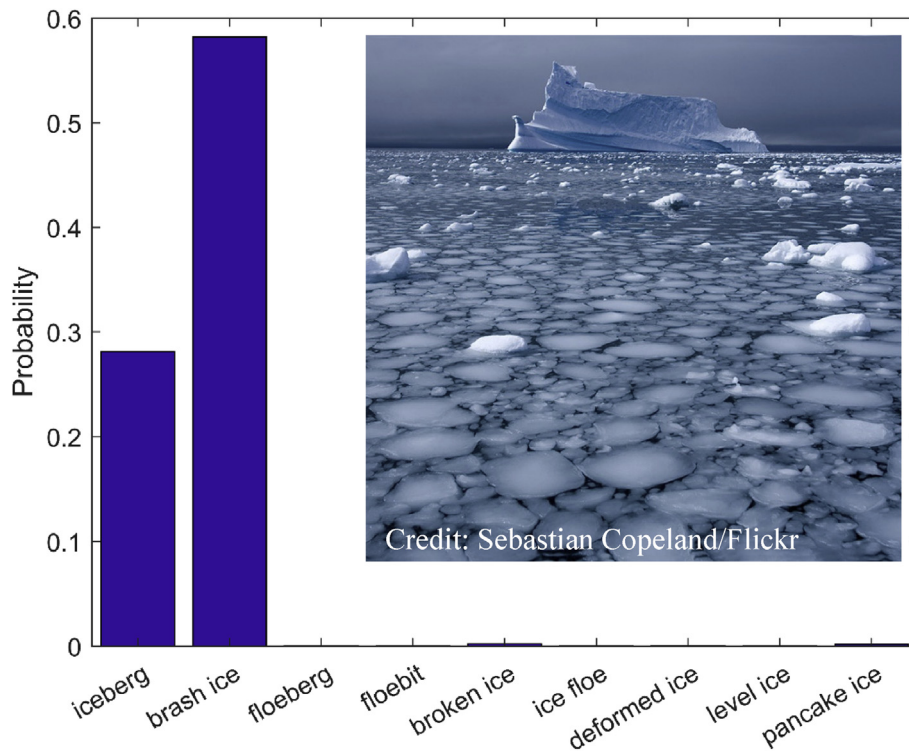 0.6
0.5
0.4
0.3
0.2
0.1
0
Probability
Credit: Sebastian Copeland/Flickr
iceberg
brash ice
floeberg
floebit
broken ice
ice floe
deformed ice
level ice
pancake ice